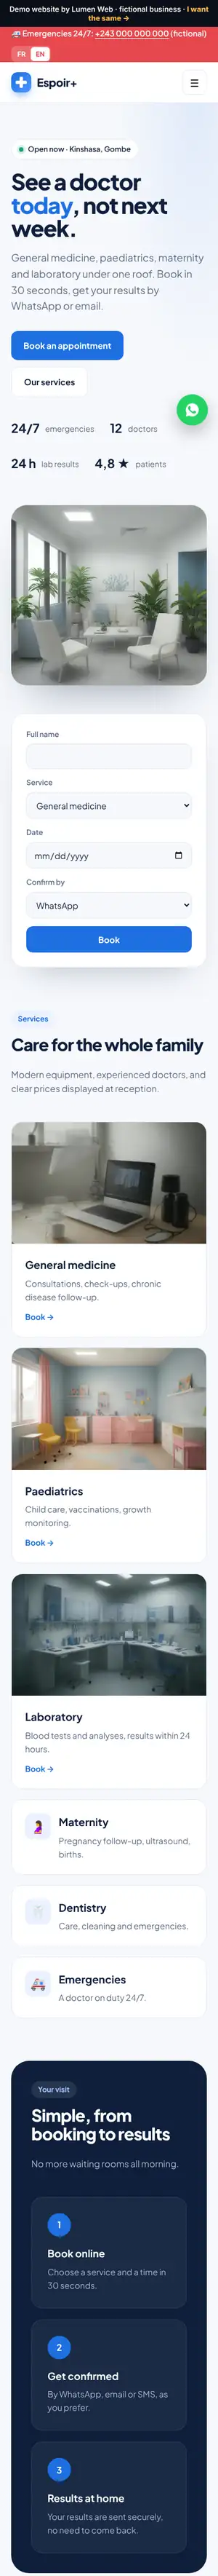 Demo website by Lumen Web · fictional business · I want
the same →
🚑 Emergencies 24/7: +243 000 000 000 (fictional)
FR EN
Espoir+
Open now · Kinshasa, Gombe
See a doctor
today, not next
week.
General medicine, paediatrics, maternity
and laboratory under one roof. Book in
30 seconds, get your results by
WhatsApp or email.
Book an appointment
Our services
24/7 emergencies 12 doctors
24 h lab results 4,8 ★ patients
Full name
Service
General medicine
Date
mm/dd/yyyy
Confirm by
WhatsApp
Book
Services
Care for the whole family
Modern equipment, experienced doctors, and
clear prices displayed at reception.
General medicine
Consultations, check-ups, chronic
disease follow-up.
Book →
Paediatrics
Child care, vaccinations, growth
monitoring.
Book →
Laboratory
Blood tests and analyses, results within 24
hours.
Book →
Maternity
Pregnancy follow-up, ultrasound,
births.
Dentistry
Care, cleaning and emergencies.
Emergencies
A doctor on duty 24/7.
Your visit
Simple, from
booking to results
No more waiting rooms all morning.
1
Book online
Choose a service and a time in
30 seconds.
2
Get confirmed
By WhatsApp, email or SMS, as
you prefer.
3
Results at home
Your results are sent securely,
no need to come back.